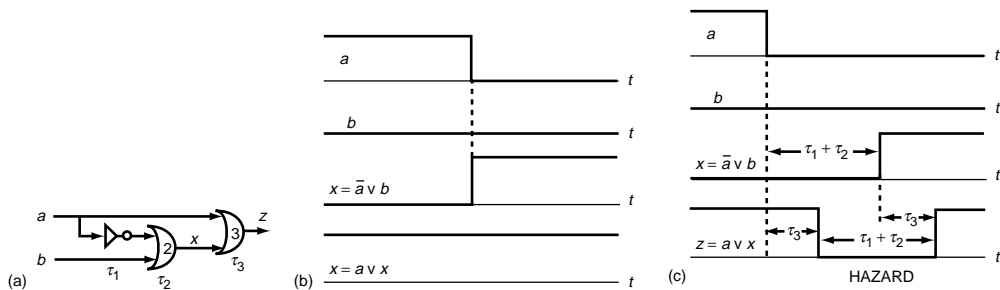 a
b
τ1
2
τ2
x
3
τ3
z
(a)
a
t
b
t
x = ā v b
t
x = a v x
t
(b)
a
t
b
t
τ1 + τ2
x = ā v b
t
τ3
τ3
τ1 + τ2
z = a v x
t
(c)
HAZARD